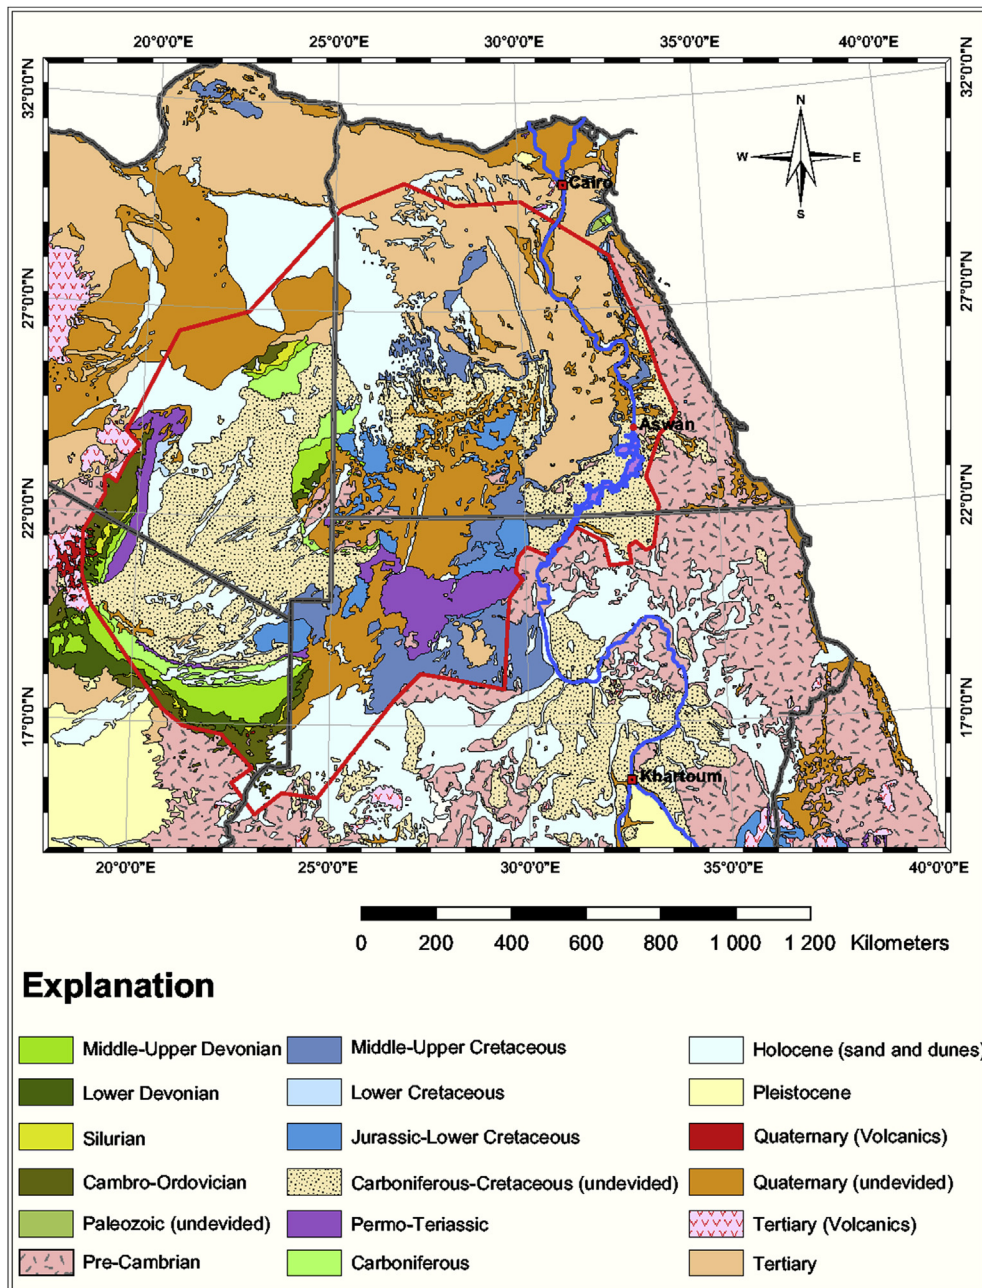 20°0'0"E 25°0'0"E 30°0'0"E 35°0'0"E 40°0'0"E
32°0'0"N 32°0'0"N
N
W E
S
Cairo
27°0'0"N 27°0'0"N
Aswan
22°0'0"N 22°0'0"N
17°0'0"N 17°0'0"N
Khartoum
20°0'0"E 25°0'0"E 30°0'0"E 35°0'0"E 40°0'0"E
0 200 400 600 800 1 000 1 200 Kilometers
Explanation
Middle-Upper Devonian Middle-Upper Cretaceous Holocene (sand and dunes)
Lower Devonian Lower Cretaceous Pleistocene
Silurian Jurassic-Lower Cretaceous Quaternary (Volcanics)
Cambro-Ordovician Carboniferous-Cretaceous (undevided) Quaternary (undevided)
Paleozoic (undevided) Permo-Teriassic Tertiary (Volcanics)
Pre-Cambrian Carboniferous Tertiary